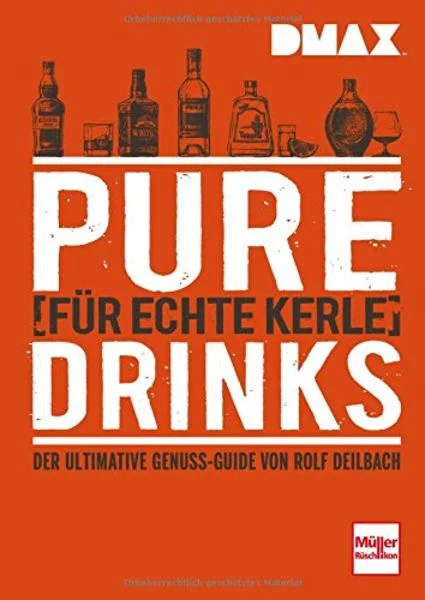 Urheberrechtlich geschütztes Material
DMAX
PURE
[FÜR ECHTE KERLE]
DRINKS
DER ULTIMATIVE GENUSS-GUIDE VON ROLF DEILBACH
Müller
Rüschlikon
Urheberrechtlich geschütztes Material